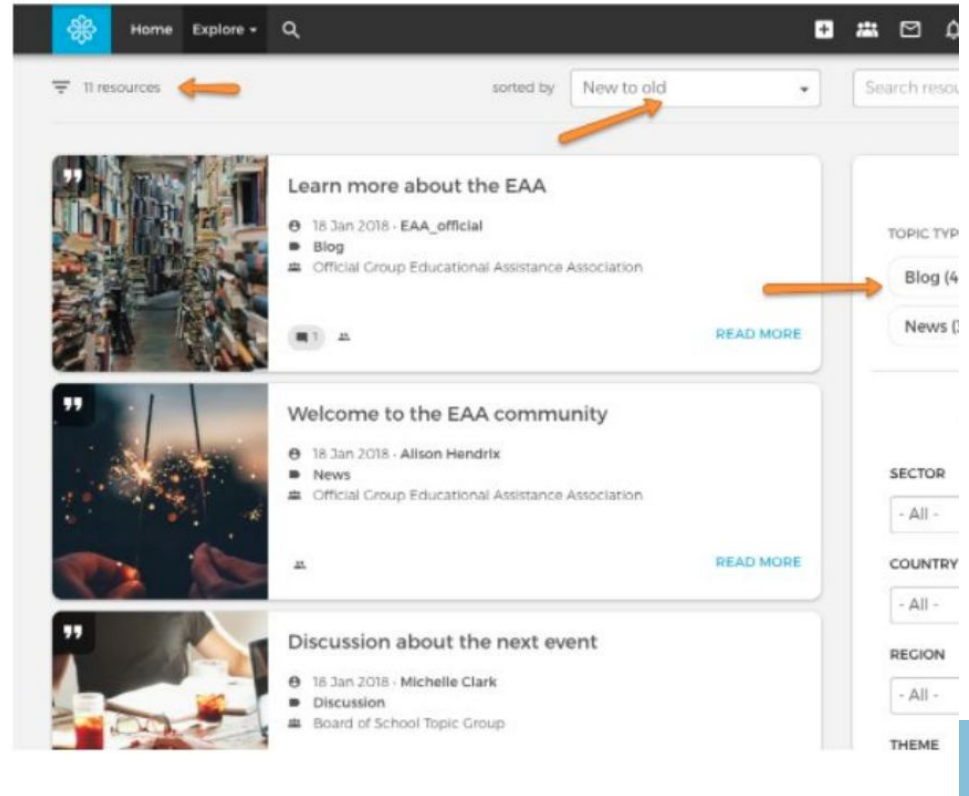 Home Explore
11 resources sorted by New to old Search
Learn more about the EAA
18 Jan 2018 · EAA_official
Blog
Official Group Educational Assistance Association
1 READ MORE
TOPIC
Blog (4
News (
Welcome to the EAA community
18 Jan 2018 · Alison Hendrix
News
Official Group Educational Assistance Association
READ MORE
Discussion about the next event
18 Jan 2018 · Michelle Clark
Discussion
Board of School Topic Group
SECTOR
- All -
COUNTRY
- All -
REGION
- All -
THEME